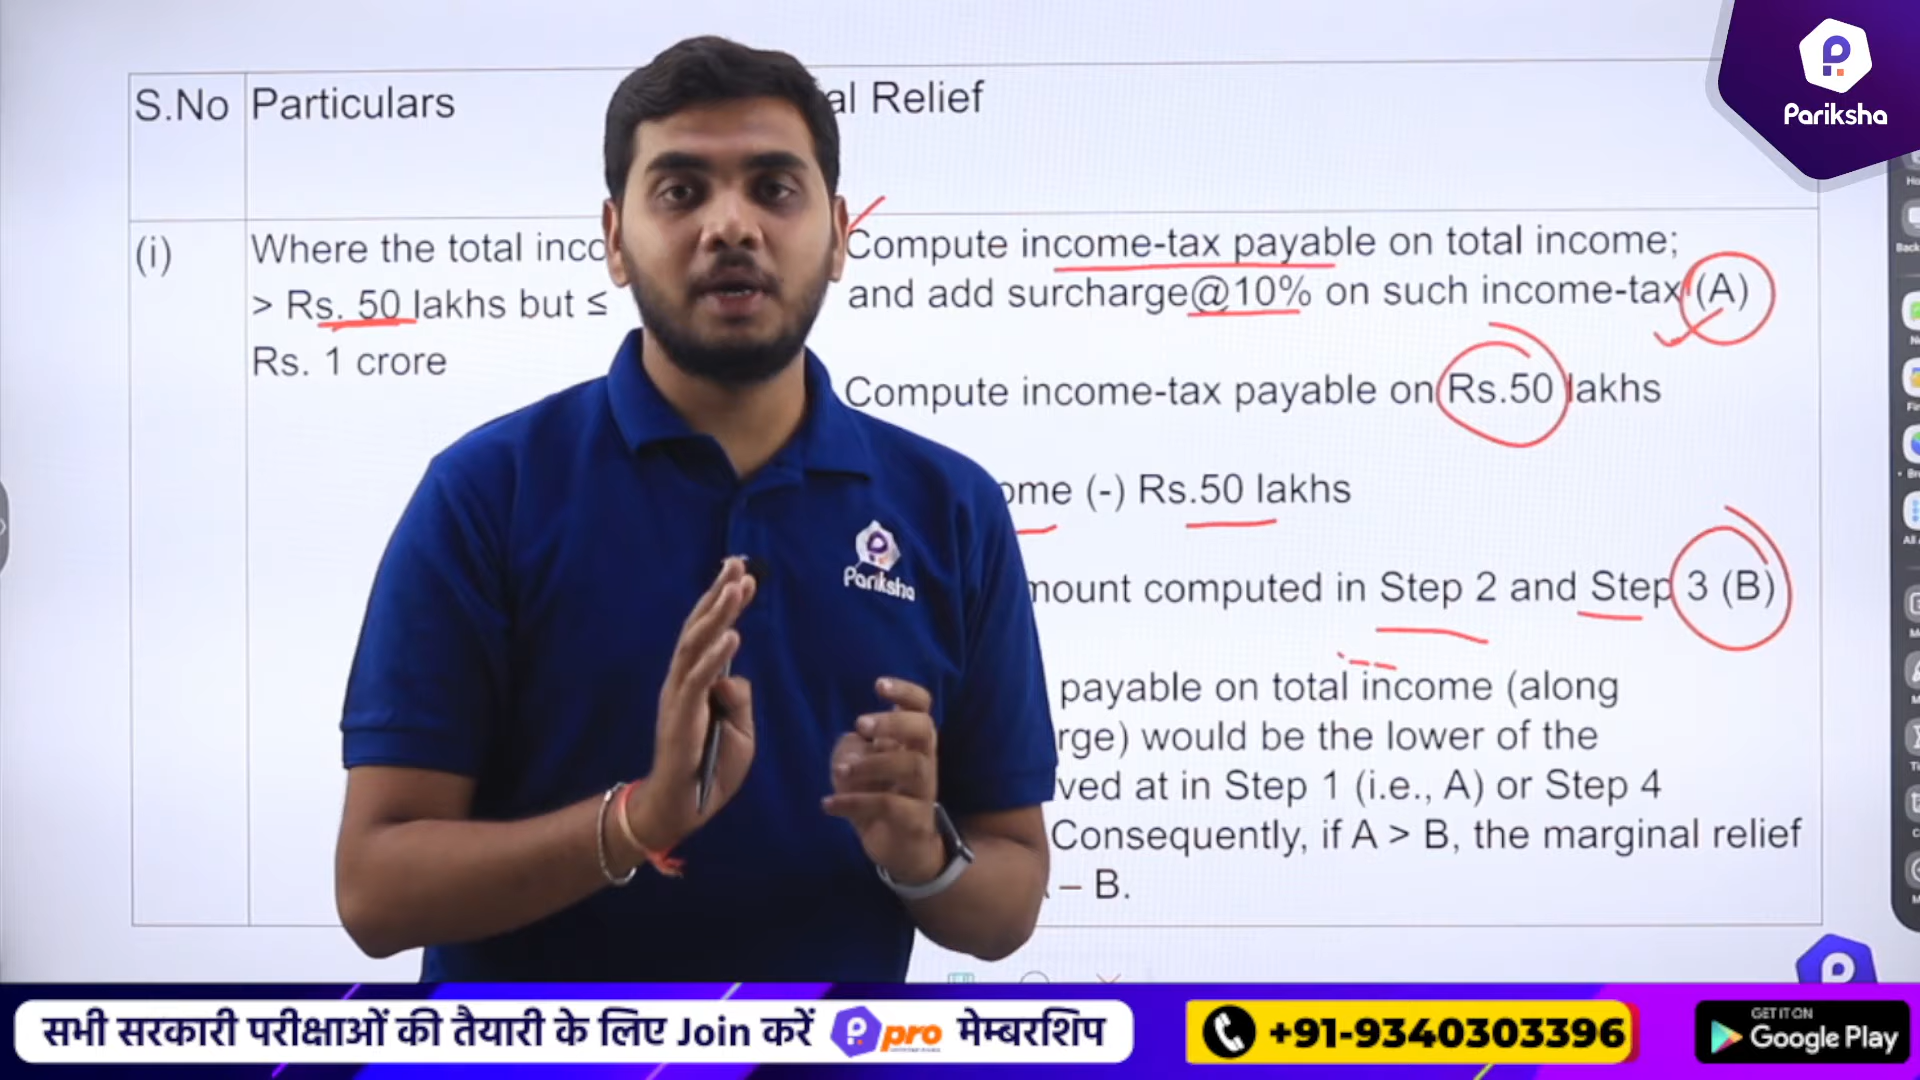 Pariksha
S.No Particulars al Relief
(i) Where the total inco
> Rs. 50 lakhs but ≤
Rs. 1 crore
Compute income-tax payable on total income;
and add surcharge@10% on such income-tax (A)
Compute income-tax payable on Rs.50 lakhs
ome (-) Rs.50 lakhs
mount computed in Step 2 and Step 3 (B)
payable on total income (along
rge) would be the lower of the
ved at in Step 1 (i.e., A) or Step 4
Consequently, if A > B, the marginal relief
– B.
Pariksha
सभी सरकारी परीक्षाओं की तैयारी के लिए Join करें pro मेम्बरशिप
+91-9340303396
GET IT ON
Google Play